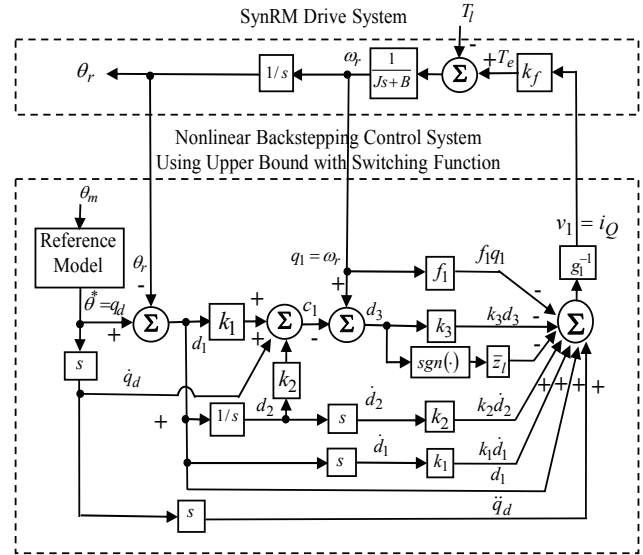 SynRM Drive System
T_l
-
θ_r
1/s
ω_r
1/(Js+B)
Σ
+T_e
k_f
Nonlinear Backstepping Control System
Using Upper Bound with Switching Function
θ_m
v_1 = i_Q
Reference
Model
q_1 = ω_r
f_1
f_1q_1
g_1^{-1}
θ_r
-
+
-
θ^*=q_d
Σ
k_1
+
Σ
c_1
Σ
d_3
k_3
k_3d_3
-
Σ
+
d_1
+
-
-
s
sgn(·)
z̄_l
-
q̇_d
k_2
+ + + +
+
1/s
d_2
s
ḋ_2
k_2
k_2ḋ_2
s
ḋ_1
k_1
k_1ḋ_1
d_1
s
q̈_d